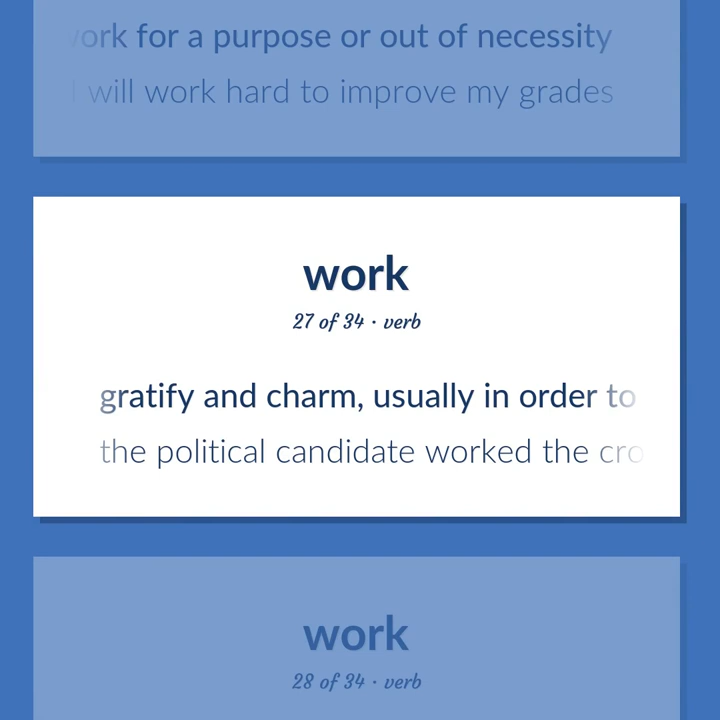 work for a purpose or out of necessity
I will work hard to improve my grades
work
27 of 34 · verb
gratify and charm, usually in order to
the political candidate worked the cro
work
28 of 34 · verb